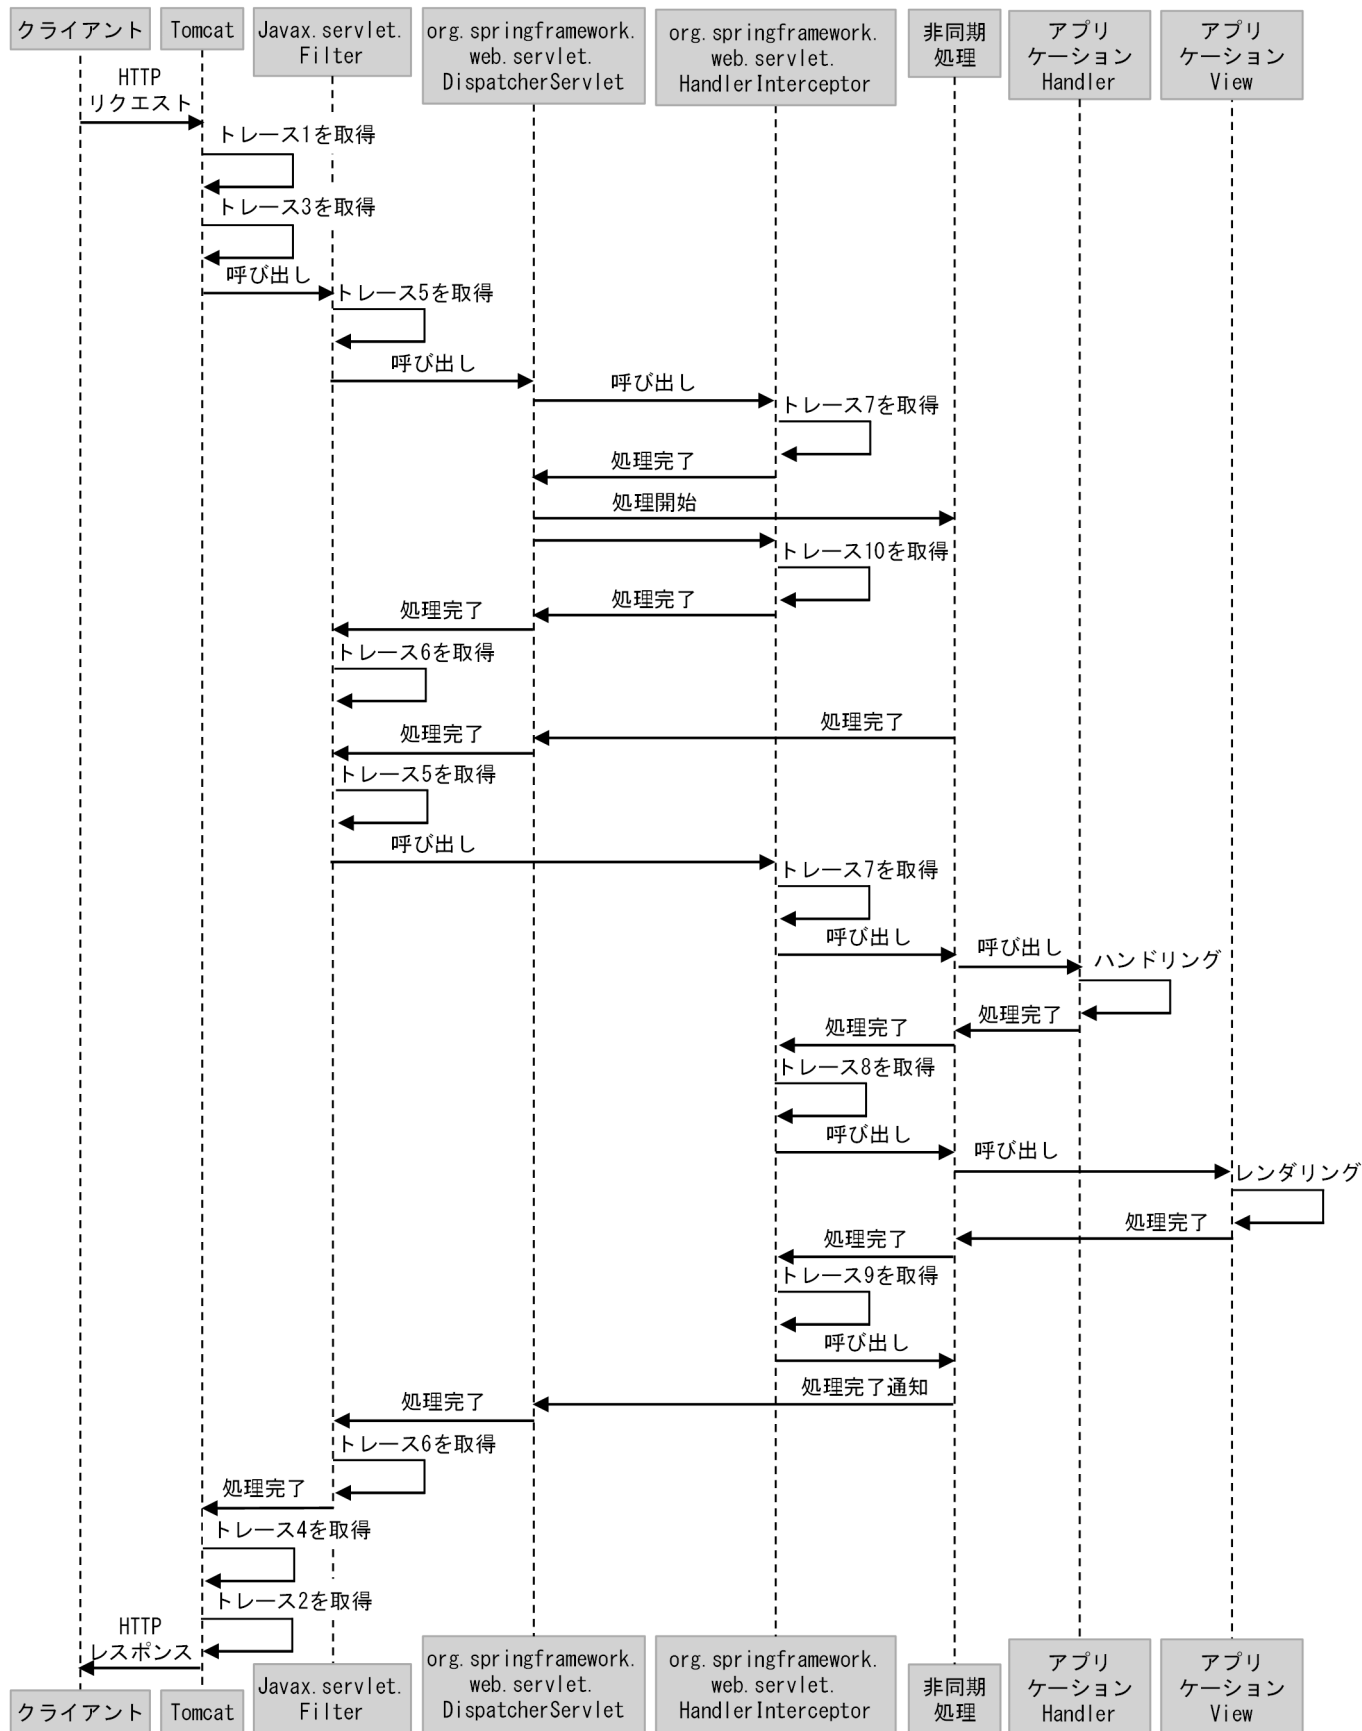 クライアント
Tomcat
Javax.servlet.
Filter
org.springframework.
web.servlet.
DispatcherServlet
org.springframework.
web.servlet.
HandlerInterceptor
非同期
処理
アプリ
ケーション
Handler
アプリ
ケーション
View
HTTP
リクエスト
トレース1を取得
トレース3を取得
呼び出し
トレース5を取得
呼び出し
呼び出し
トレース7を取得
処理完了
処理開始
トレース10を取得
処理完了
処理完了
トレース6を取得
処理完了
処理完了
トレース5を取得
呼び出し
トレース7を取得
呼び出し
呼び出し
ハンドリング
処理完了
処理完了
トレース8を取得
呼び出し
呼び出し
レンダリング
処理完了
処理完了
トレース9を取得
呼び出し
処理完了通知
処理完了
トレース6を取得
処理完了
トレース4を取得
トレース2を取得
HTTP
レスポンス
クライアント
Tomcat
Javax.servlet.
Filter
org.springframework.
web.servlet.
DispatcherServlet
org.springframework.
web.servlet.
HandlerInterceptor
非同期
処理
アプリ
ケーション
Handler
アプリ
ケーション
View